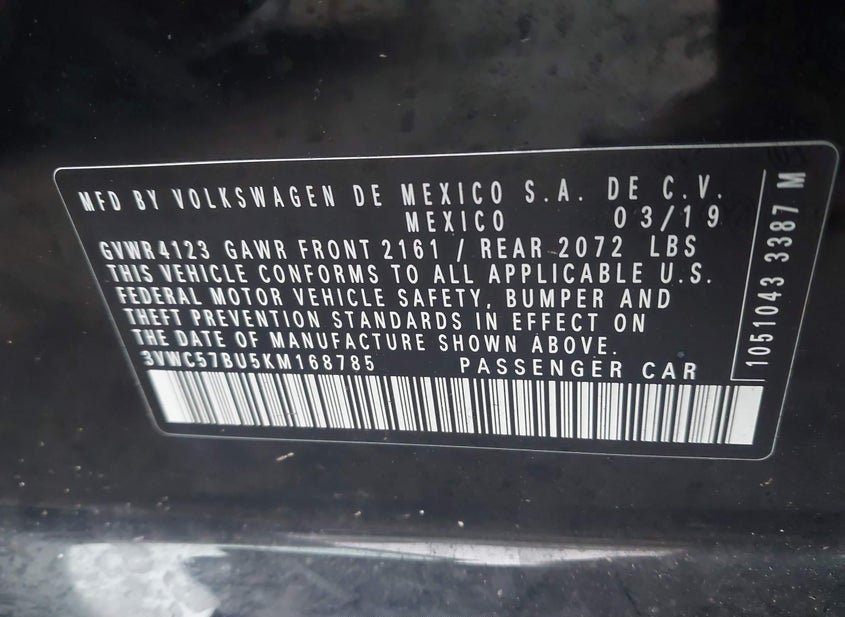 MFD BY VOLKSWAGEN DE MEXICO S.A. DE C.V.
MEXICO 03/19
GVWR4123 GAWR FRONT 2161 / REAR 2072 LBS
THIS VEHICLE CONFORMS TO ALL APPLICABLE U.S.
FEDERAL MOTOR VEHICLE SAFETY, BUMPER AND
THEFT PREVENTION STANDARDS IN EFFECT ON
THE DATE OF MANUFACTURE SHOWN ABOVE.
3VWC57BU5KM168785 PASSENGER CAR
1051043 3387 M